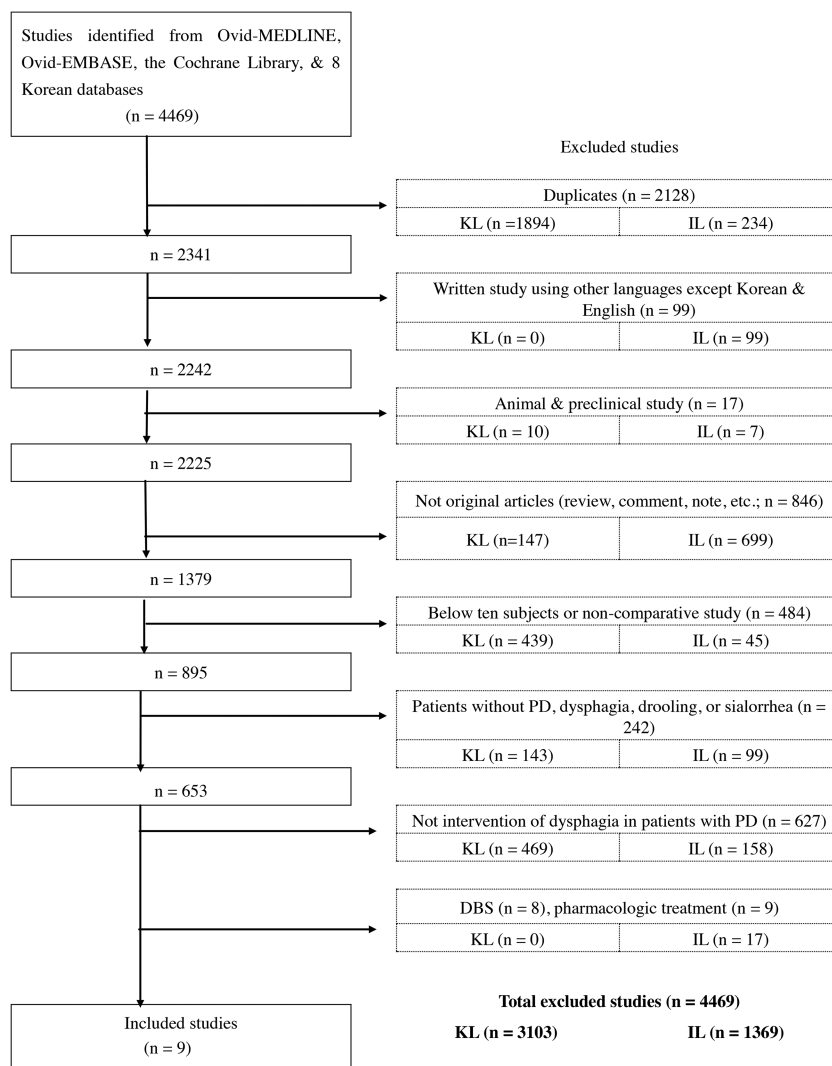 Studies identified from Ovid-MEDLINE,
Ovid-EMBASE, the Cochrane Library, & 8
Korean databases
(n = 4469)
Excluded studies
Duplicates (n = 2128)
KL (n =1894) IL (n = 234)
n = 2341
Written study using other languages except Korean &
English (n = 99)
KL (n = 0) IL (n = 99)
n = 2242
Animal & preclinical study (n = 17)
KL (n = 10) IL (n = 7)
n = 2225
Not original articles (review, comment, note, etc.; n = 846)
KL (n=147) IL (n = 699)
n = 1379
Below ten subjects or non-comparative study (n = 484)
KL (n = 439) IL (n = 45)
n = 895
Patients without PD, dysphagia, drooling, or sialorrhea (n =
242)
KL (n = 143) IL (n = 99)
n = 653
Not intervention of dysphagia in patients with PD (n = 627)
KL (n = 469) IL (n = 158)
DBS (n = 8), pharmacologic treatment (n = 9)
KL (n = 0) IL (n = 17)
Total excluded studies (n = 4469)
KL (n = 3103) IL (n = 1369)
Included studies
(n = 9)